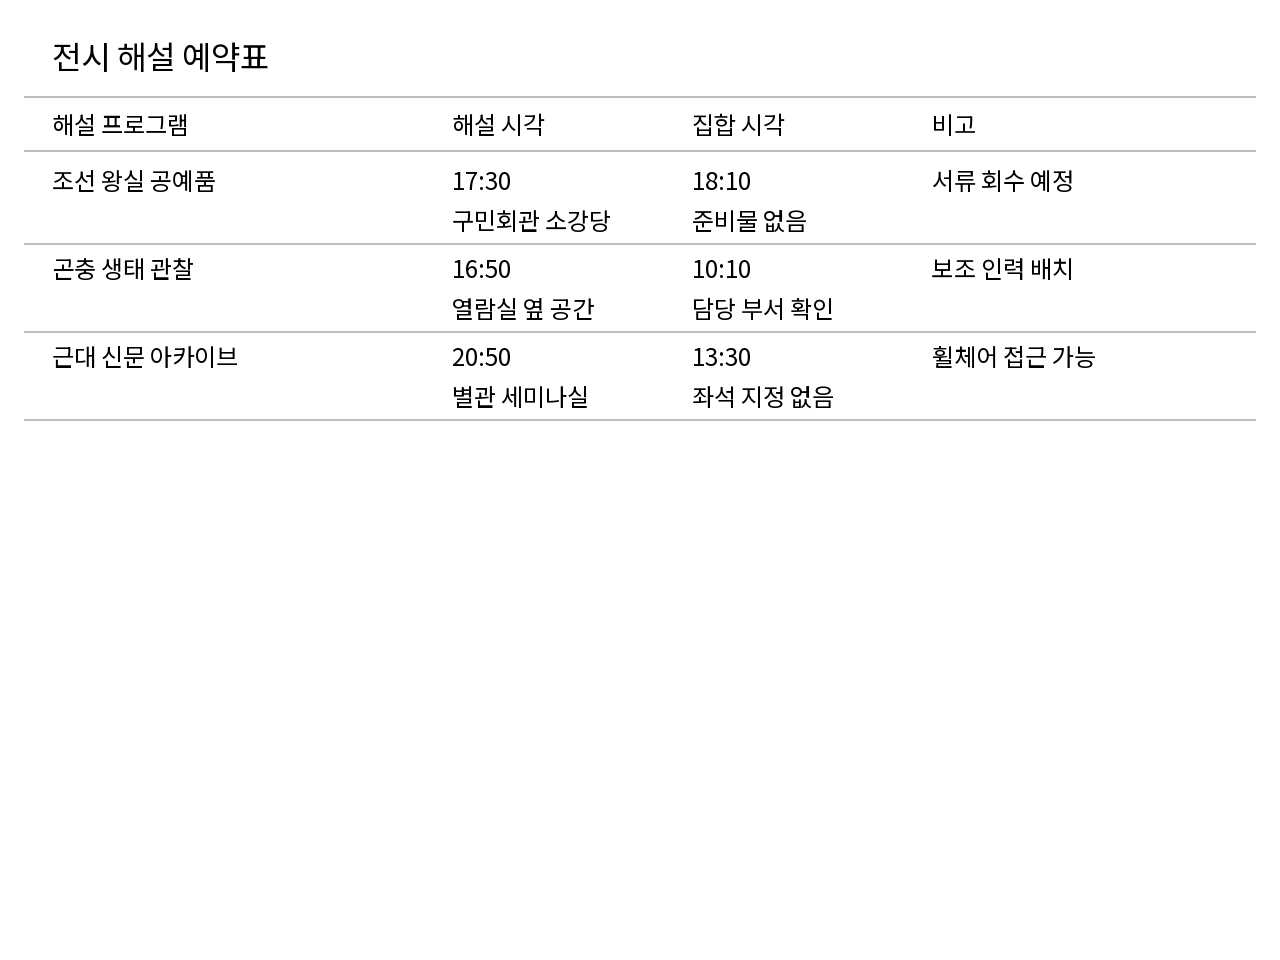 전시 해설 예약표
해설 프로그램 해설 시각 집합 시각 비고
조선 왕실 공예품 17:30 18:10 서류 회수 예정
구민회관 소강당 준비물 없음
곤충 생태 관찰 16:50 10:10 보조 인력 배치
열람실 옆 공간 담당 부서 확인
근대 신문 아카이브 20:50 13:30 휠체어 접근 가능
별관 세미나실 좌석 지정 없음